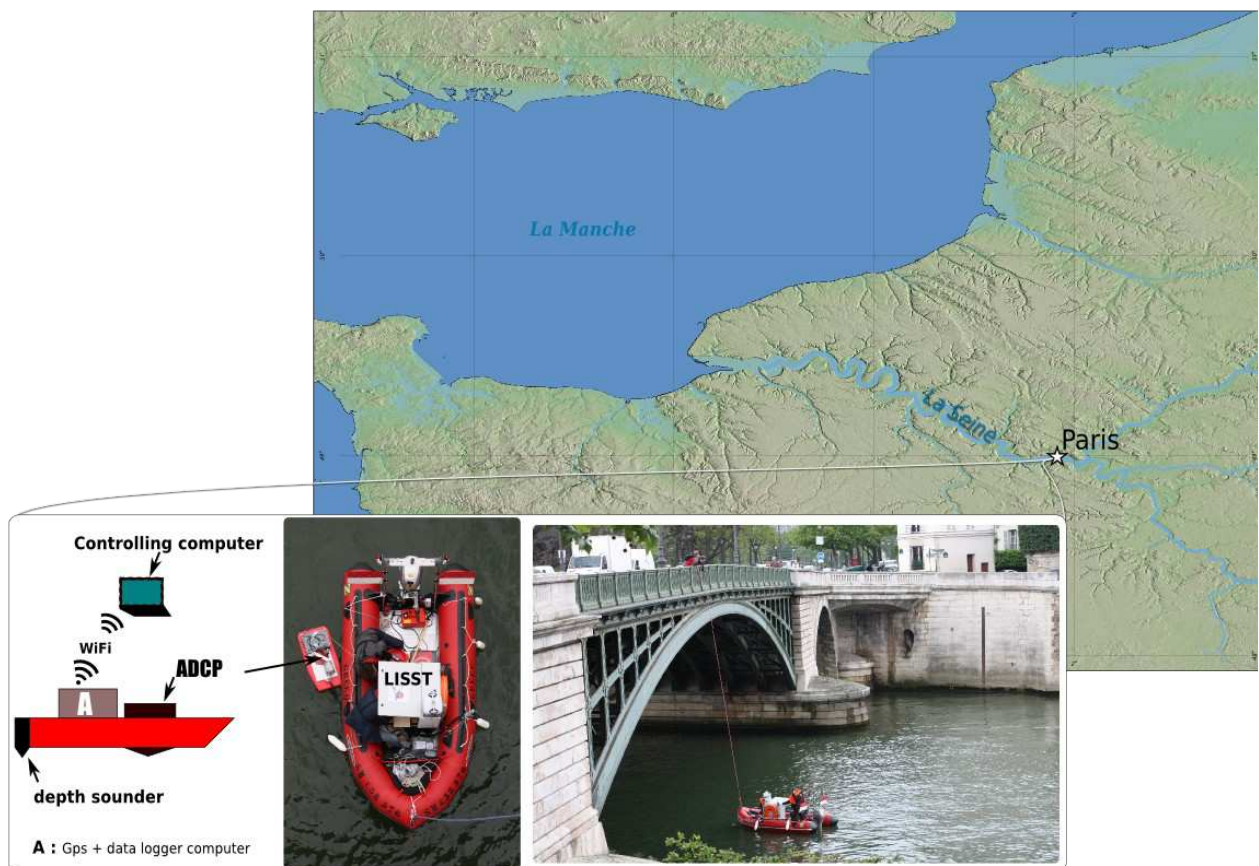 La Manche
La Seine
Paris
Controlling computer
WiFi
ADCP
A
LISST
depth sounder
A : Gps + data logger computer